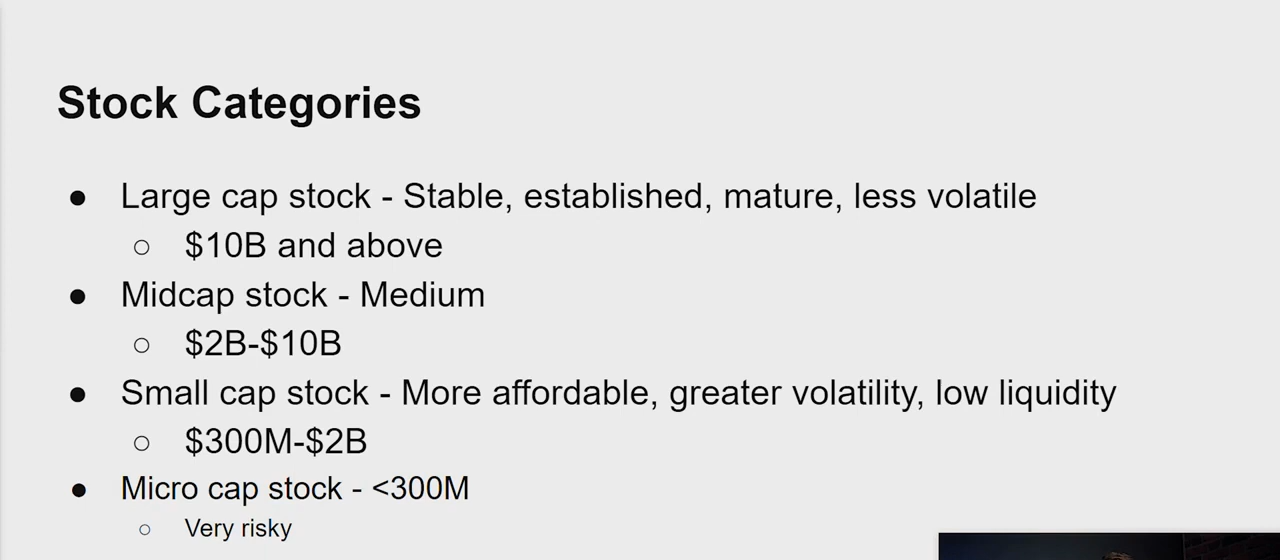 Stock Categories
● Large cap stock - Stable, established, mature, less volatile
○ $10B and above
● Midcap stock - Medium
○ $2B-$10B
● Small cap stock - More affordable, greater volatility, low liquidity
○ $300M-$2B
● Micro cap stock - <300M
○ Very risky